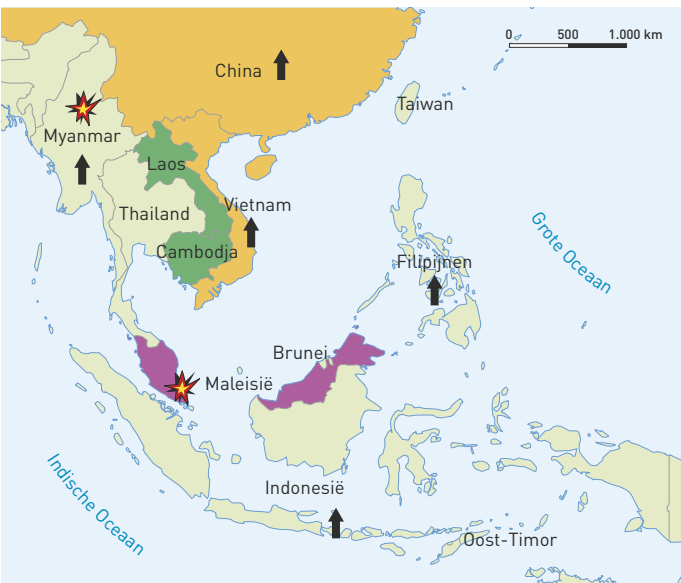 0 500 1.000 km
China
Taiwan
Myanmar
Laos
Vietnam
Thailand
Cambodja
Filipijnen
Grote Oceaan
Brunei
Maleisië
Indonesië
Indische Oceaan
Oost-Timor